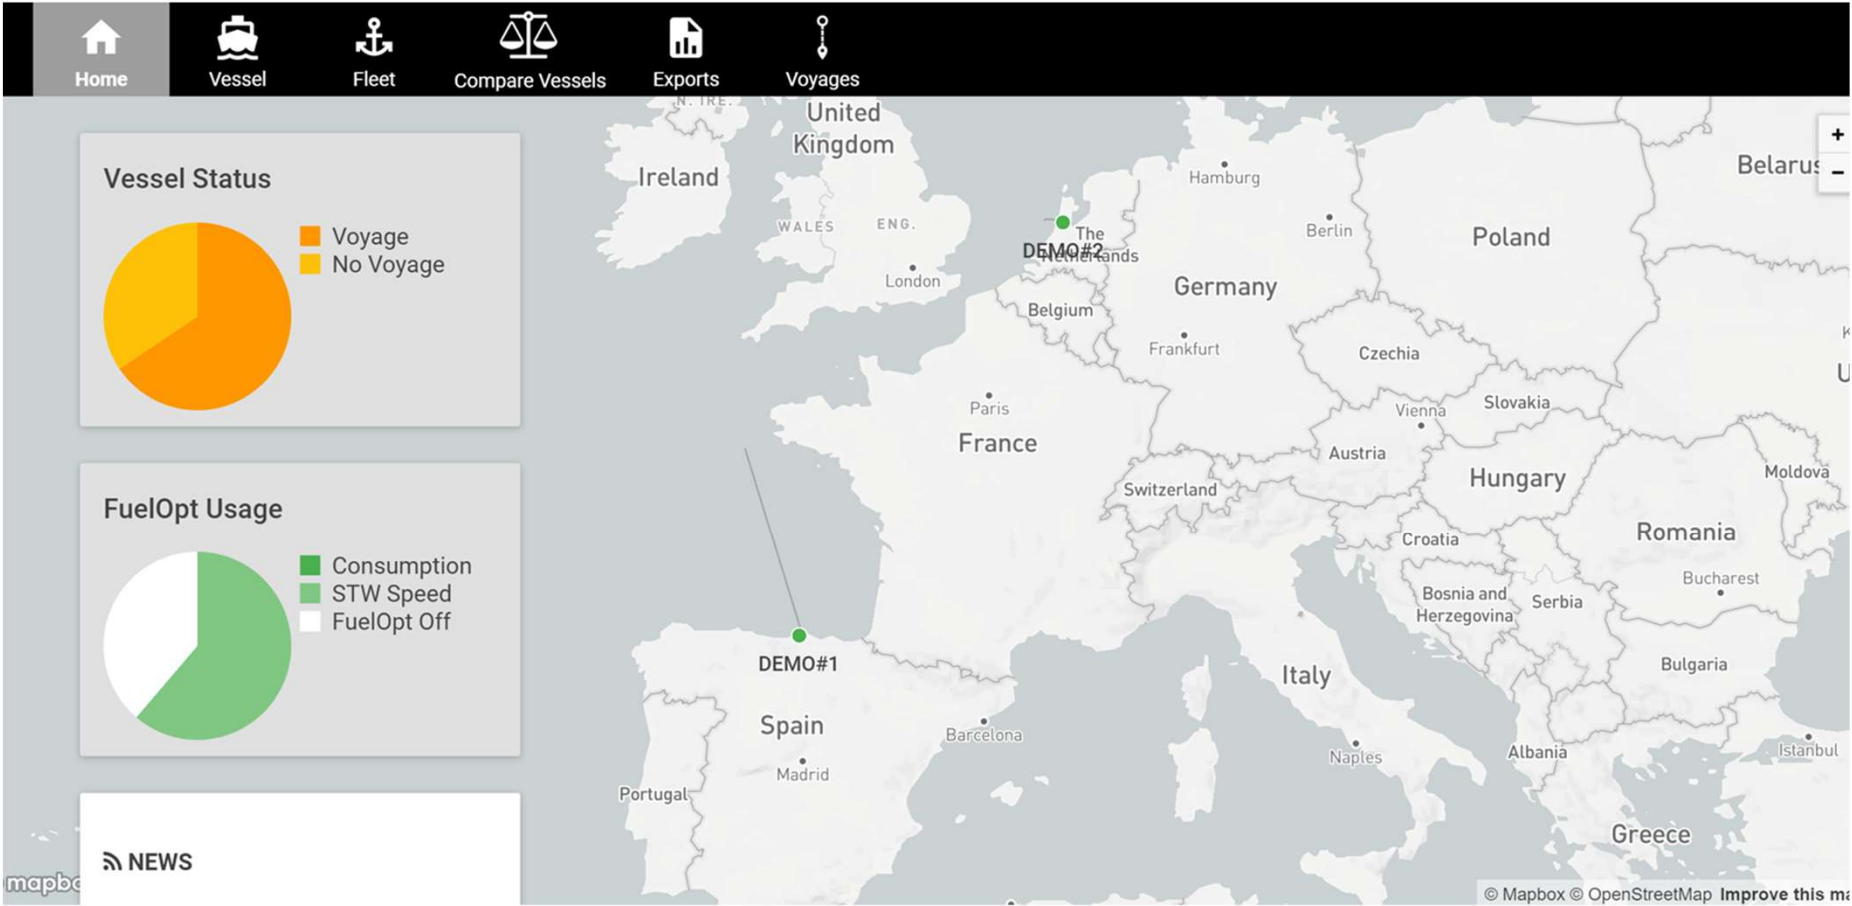 Home
Vessel
Fleet
Compare Vessels
Exports
Voyages
Vessel Status
Voyage
No Voyage
FuelOpt Usage
Consumption
STW Speed
FuelOpt Off
NEWS
N. IRE.
United
Kingdom
Ireland
WALES
ENG.
London
Hamburg
Berlin
The
Netherlands
DEMO#2
Belgium
Germany
Frankfurt
Poland
Belarus
+
−
Czechia
Slovakia
Vienna
Austria
Paris
France
Switzerland
Hungary
Moldova
Croatia
Romania
Bucharest
Bosnia and
Herzegovina
Serbia
DEMO#1
Spain
Barcelona
Madrid
Portugal
Italy
Naples
Bulgaria
Albania
Istanbul
Greece
© Mapbox © OpenStreetMap Improve this ma